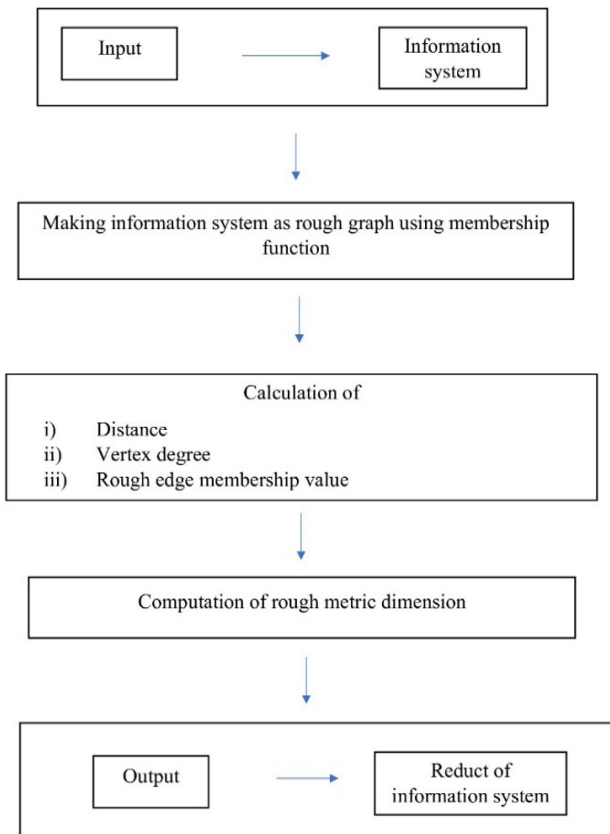 Input
Information
system
Making information system as rough graph using membership
function
Calculation of
i) Distance
ii) Vertex degree
iii) Rough edge membership value
Computation of rough metric dimension
Output
Reduct of
information system